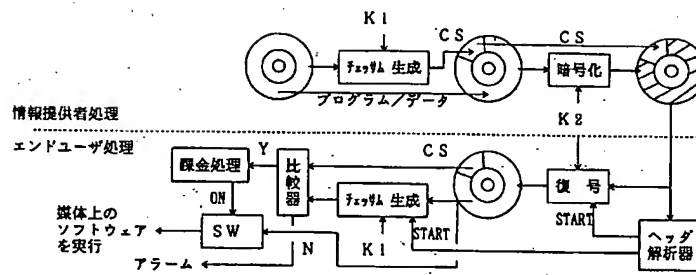 K1
CS
CS
チェッサム 生成
暗号化
プログラム/データ
情報提供者処理
K2
エンドユーザ処理
Y
CS
課金処理
比較器
チェッサム 生成
復 号
ON
START
媒体上の
ソフトウェア
を実行
SW
N
K1
START
ヘッダ
解析器
アラーム